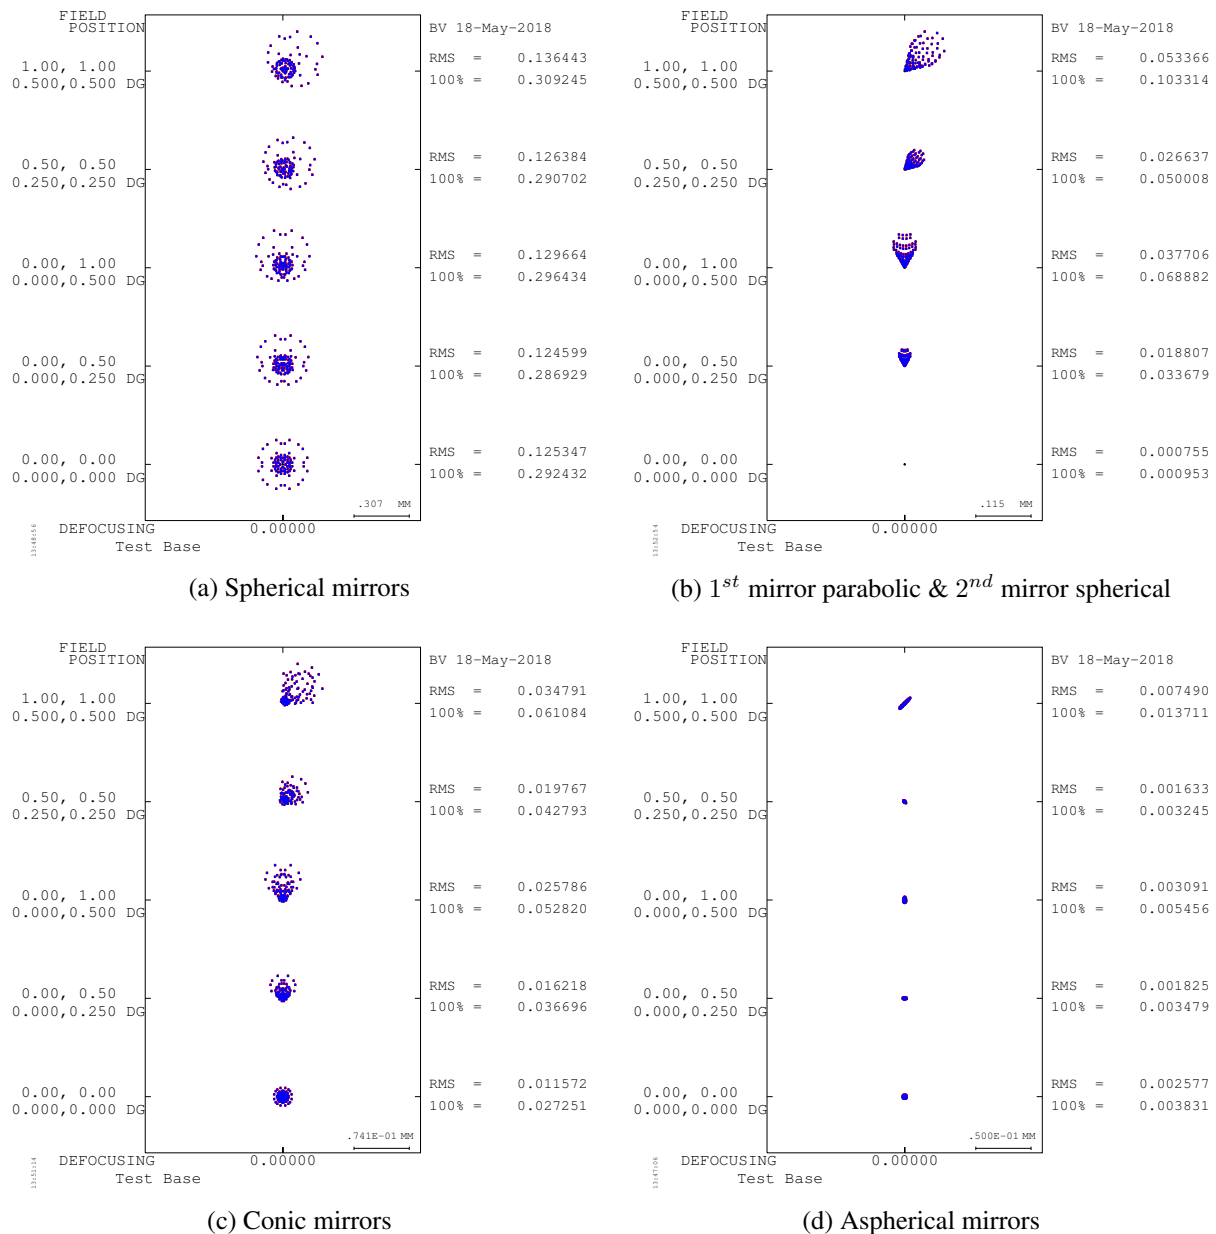 FIELD
POSITION
BV 18-May-2018
1.00, 1.00
0.500,0.500 DG
RMS = 0.136443
100% = 0.309245
0.50, 0.50
0.250,0.250 DG
RMS = 0.126384
100% = 0.290702
0.00, 1.00
0.000,0.500 DG
RMS = 0.129664
100% = 0.296434
0.00, 0.50
0.000,0.250 DG
RMS = 0.124599
100% = 0.286929
0.00, 0.00
0.000,0.000 DG
RMS = 0.125347
100% = 0.292432
.307 MM
13:48:56
DEFOCUSING 0.00000
Test Base
(a) Spherical mirrors
FIELD
POSITION
BV 18-May-2018
1.00, 1.00
0.500,0.500 DG
RMS = 0.053366
100% = 0.103314
0.50, 0.50
0.250,0.250 DG
RMS = 0.026637
100% = 0.050008
0.00, 1.00
0.000,0.500 DG
RMS = 0.037706
100% = 0.068882
0.00, 0.50
0.000,0.250 DG
RMS = 0.018807
100% = 0.033679
0.00, 0.00
0.000,0.000 DG
RMS = 0.000755
100% = 0.000953
.115 MM
13:52:54
DEFOCUSING 0.00000
Test Base
(b) 1st mirror parabolic & 2nd mirror spherical
FIELD
POSITION
BV 18-May-2018
1.00, 1.00
0.500,0.500 DG
RMS = 0.034791
100% = 0.061084
0.50, 0.50
0.250,0.250 DG
RMS = 0.019767
100% = 0.042793
0.00, 1.00
0.000,0.500 DG
RMS = 0.025786
100% = 0.052820
0.00, 0.50
0.000,0.250 DG
RMS = 0.016218
100% = 0.036696
0.00, 0.00
0.000,0.000 DG
RMS = 0.011572
100% = 0.027251
.741E-01 MM
13:51:14
DEFOCUSING 0.00000
Test Base
(c) Conic mirrors
FIELD
POSITION
BV 18-May-2018
1.00, 1.00
0.500,0.500 DG
RMS = 0.007490
100% = 0.013711
0.50, 0.50
0.250,0.250 DG
RMS = 0.001633
100% = 0.003245
0.00, 1.00
0.000,0.500 DG
RMS = 0.003091
100% = 0.005456
0.00, 0.50
0.000,0.250 DG
RMS = 0.001825
100% = 0.003479
0.00, 0.00
0.000,0.000 DG
RMS = 0.002577
100% = 0.003831
.500E-01 MM
13:47:06
DEFOCUSING 0.00000
Test Base
(d) Aspherical mirrors